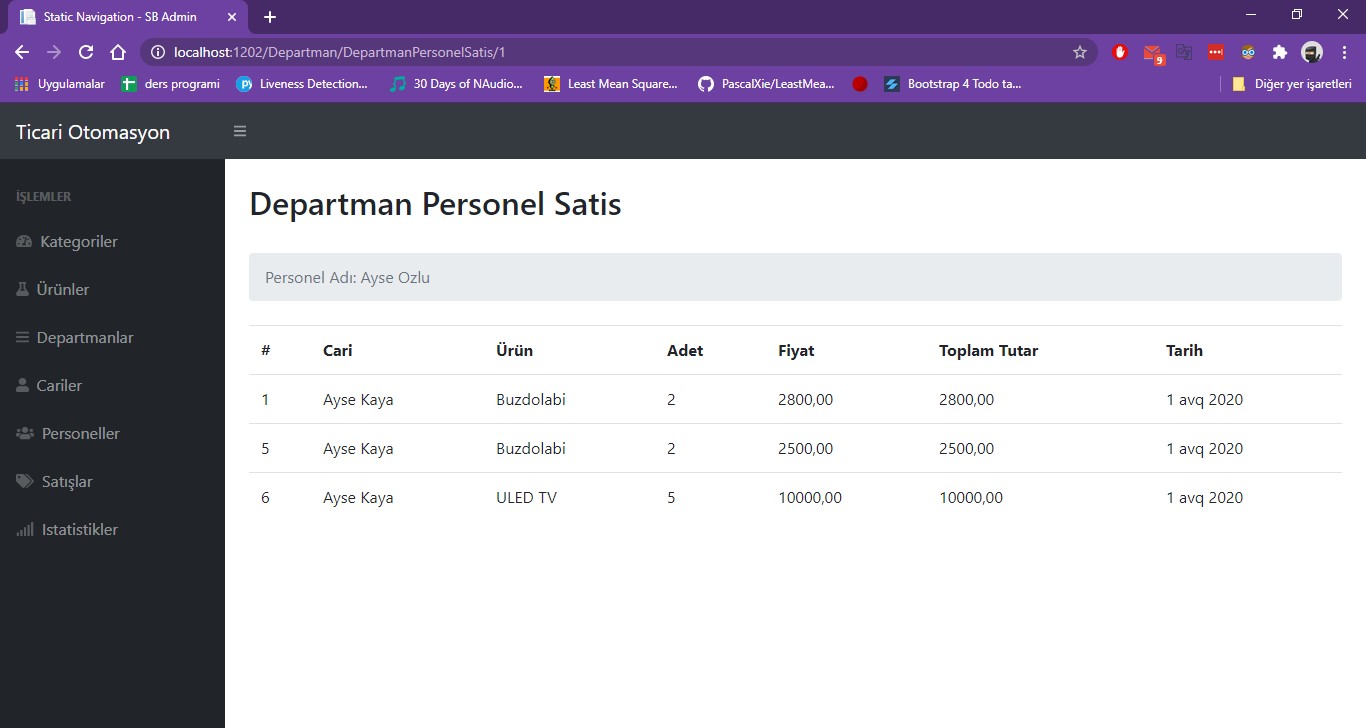 Static Navigation - SB Admin
localhost:1202/Departman/DepartmanPersonelSatis/1
9
Uygulamalar ders programi Liveness Detection... 30 Days of NAudio... Least Mean Square... PascalXie/LeastMea... Bootstrap 4 Todo ta... Diğer yer işaretleri
Ticari Otomasyon
İŞLEMLER
Kategoriler
Ürünler
Departmanlar
Cariler
Personeller
Satışlar
Istatistikler
Departman Personel Satis
Personel Adı: Ayse Ozlu
# Cari Ürün Adet Fiyat Toplam Tutar Tarih
1 Ayse Kaya Buzdolabi 2 2800,00 2800,00 1 avq 2020
5 Ayse Kaya Buzdolabi 2 2500,00 2500,00 1 avq 2020
6 Ayse Kaya ULED TV 5 10000,00 10000,00 1 avq 2020